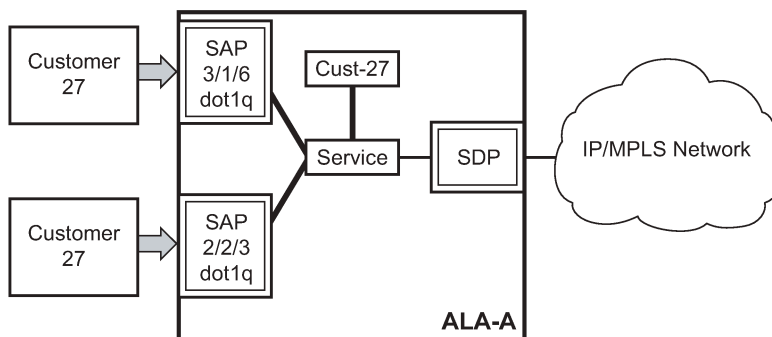 Customer
27
SAP
3/1/6
dot1q
Cust-27
Service
SDP
IP/MPLS Network
Customer
27
SAP
2/2/3
dot1q
ALA-A